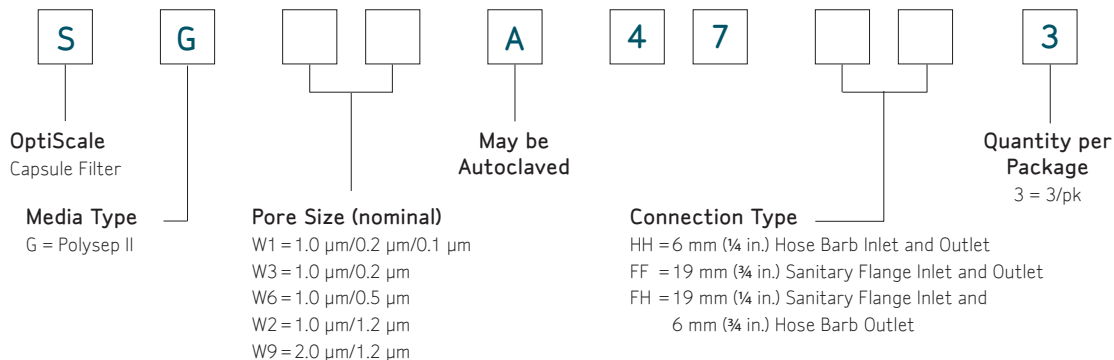 S G A 4 7 3
OptiScale
Capsule Filter
Media Type
G = Polysep II
Pore Size (nominal)
W1 = 1.0 µm/0.2 µm/0.1 µm
W3 = 1.0 µm/0.2 µm
W6 = 1.0 µm/0.5 µm
W2 = 1.0 µm/1.2 µm
W9 = 2.0 µm/1.2 µm
May be
Autoclaved
Connection Type
HH = 6 mm (¼ in.) Hose Barb Inlet and Outlet
FF = 19 mm (¾ in.) Sanitary Flange Inlet and Outlet
FH = 19 mm (¼ in.) Sanitary Flange Inlet and
6 mm (¾ in.) Hose Barb Outlet
Quantity per
Package
3 = 3/pk